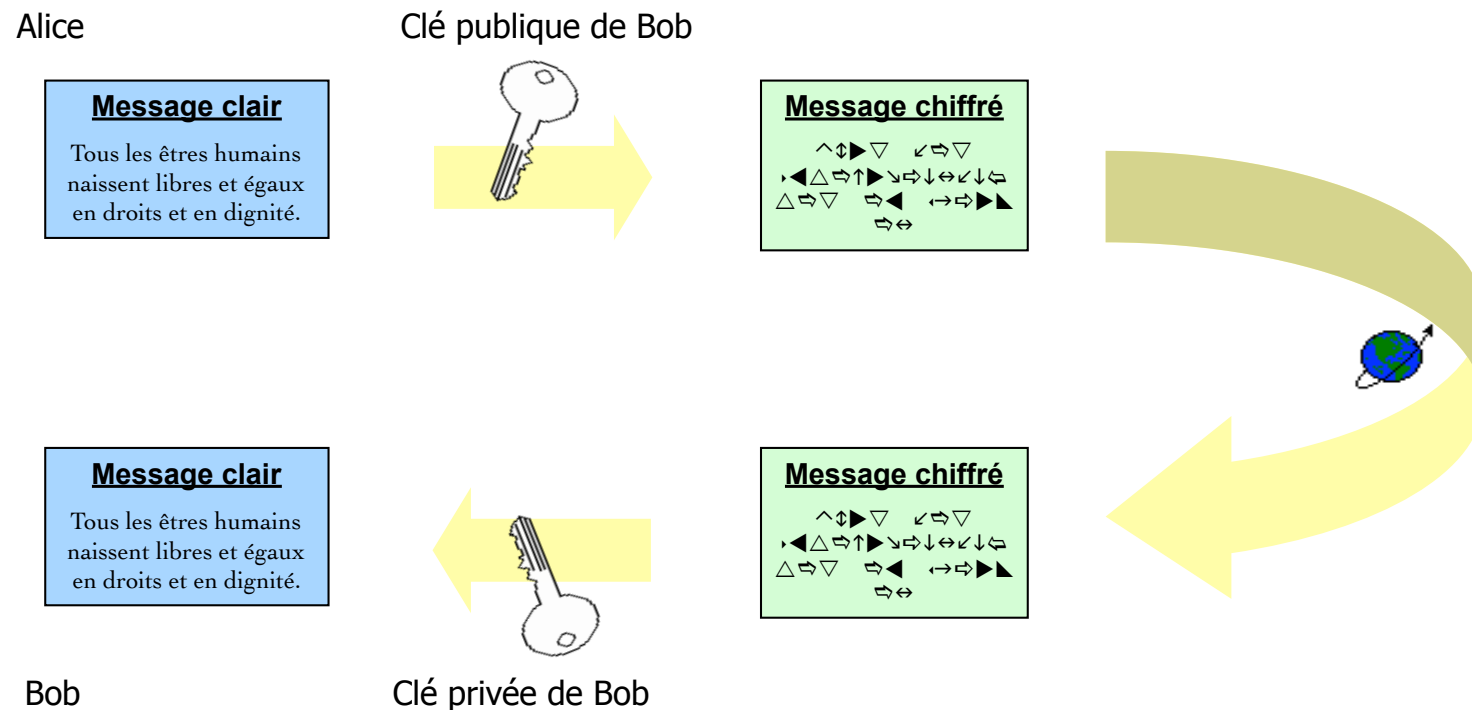 Alice
Clé publique de Bob
Message clair
Tous les êtres humains
naissent libres et égaux
en droits et en dignité.
Message chiffré
Message clair
Tous les êtres humains
naissent libres et égaux
en droits et en dignité.
Message chiffré
Bob
Clé privée de Bob